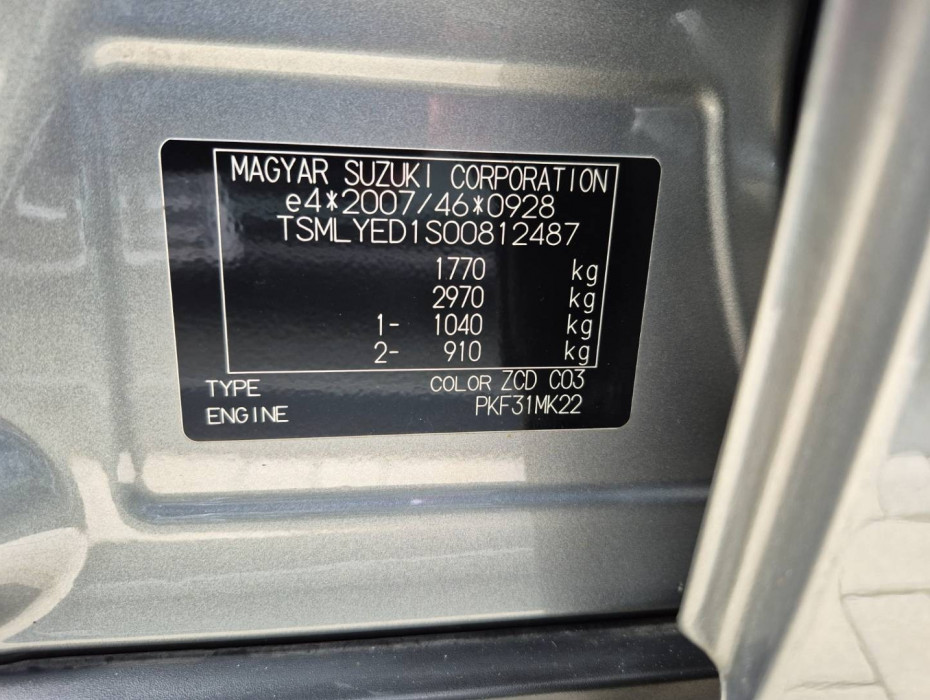 MAGYAR SUZUKI CORPORATION
e4*2007/46*0928
TSMLYED1S00812487
1770 kg
2970 kg
1- 1040 kg
2- 910 kg
TYPE COLOR ZCD C03
ENGINE PKF31MK22